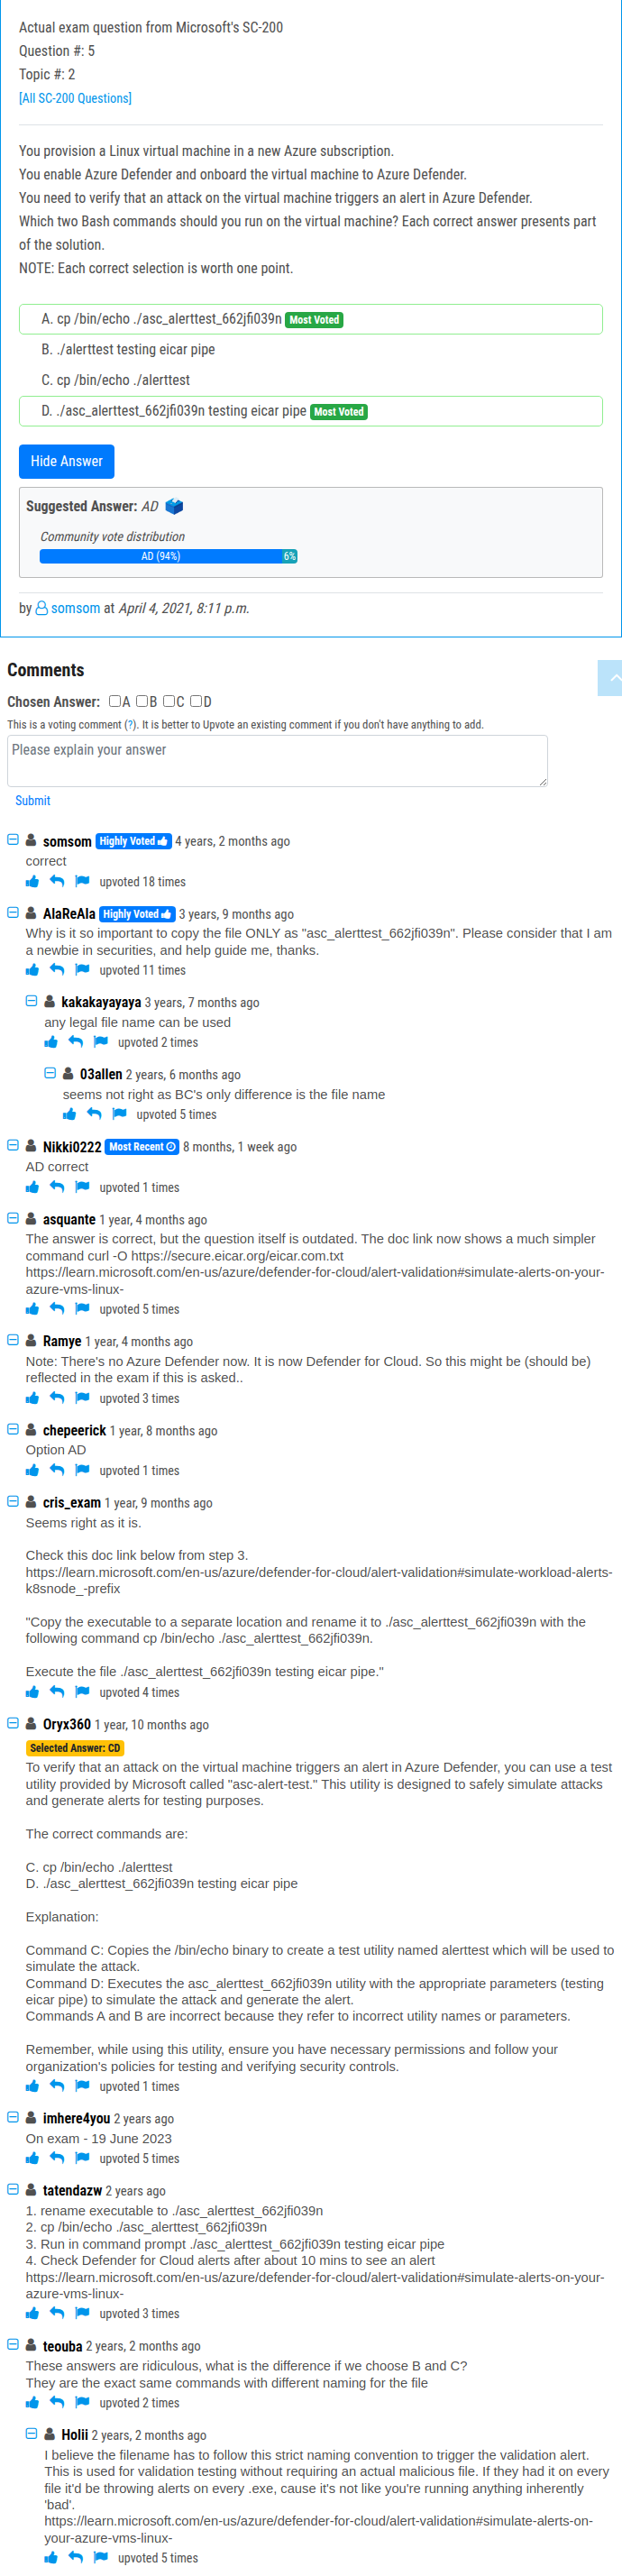 Actual exam question from Microsoft's SC-200
Question #: 5
Topic #: 2
[All SC-200 Questions]
You provision a Linux virtual machine in a new Azure subscription.
You enable Azure Defender and onboard the virtual machine to Azure Defender.
You need to verify that an attack on the virtual machine triggers an alert in Azure Defender.
Which two Bash commands should you run on the virtual machine? Each correct answer presents part
of the solution.
NOTE: Each correct selection is worth one point.
A. cp /bin/echo ./asc_alerttest_662jfi039n Most Voted
B. ./alerttest testing eicar pipe
C. cp /bin/echo ./alerttest
D. ./asc_alerttest_662jfi039n testing eicar pipe Most Voted
Hide Answer
Suggested Answer: AD
Community vote distribution
AD (94%) 6%
by somsom at April 4, 2021, 8:11 p.m.
Comments
Chosen Answer: A B C D
This is a voting comment (?). It is better to Upvote an existing comment if you don't have anything to add.
Please explain your answer
Submit
somsom Highly Voted 4 years, 2 months ago
correct
upvoted 18 times
AlaReAla Highly Voted 3 years, 9 months ago
Why is it so important to copy the file ONLY as "asc_alerttest_662jfi039n". Please consider that I am
a newbie in securities, and help guide me, thanks.
upvoted 11 times
kakakayayaya 3 years, 7 months ago
any legal file name can be used
upvoted 2 times
03allen 2 years, 6 months ago
seems not right as BC's only difference is the file name
upvoted 5 times
Nikki0222 Most Recent 8 months, 1 week ago
AD correct
upvoted 1 times
asquante 1 year, 4 months ago
The answer is correct, but the question itself is outdated. The doc link now shows a much simpler
command curl -O https://secure.eicar.org/eicar.com.txt
https://learn.microsoft.com/en-us/azure/defender-for-cloud/alert-validation#simulate-alerts-on-your-
azure-vms-linux-
upvoted 5 times
Ramye 1 year, 4 months ago
Note: There's no Azure Defender now. It is now Defender for Cloud. So this might be (should be)
reflected in the exam if this is asked..
upvoted 3 times
chepeerick 1 year, 8 months ago
Option AD
upvoted 1 times
cris_exam 1 year, 9 months ago
Seems right as it is.
Check this doc link below from step 3.
https://learn.microsoft.com/en-us/azure/defender-for-cloud/alert-validation#simulate-workload-alerts-
k8snode_-prefix
"Copy the executable to a separate location and rename it to ./asc_alerttest_662jfi039n with the
following command cp /bin/echo ./asc_alerttest_662jfi039n.
Execute the file ./asc_alerttest_662jfi039n testing eicar pipe."
upvoted 4 times
Oryx360 1 year, 10 months ago
Selected Answer: CD
To verify that an attack on the virtual machine triggers an alert in Azure Defender, you can use a test
utility provided by Microsoft called "asc-alert-test." This utility is designed to safely simulate attacks
and generate alerts for testing purposes.
The correct commands are:
C. cp /bin/echo ./alerttest
D. ./asc_alerttest_662jfi039n testing eicar pipe
Explanation:
Command C: Copies the /bin/echo binary to create a test utility named alerttest which will be used to
simulate the attack.
Command D: Executes the asc_alerttest_662jfi039n utility with the appropriate parameters (testing
eicar pipe) to simulate the attack and generate the alert.
Commands A and B are incorrect because they refer to incorrect utility names or parameters.
Remember, while using this utility, ensure you have necessary permissions and follow your
organization's policies for testing and verifying security controls.
upvoted 1 times
imhere4you 2 years ago
On exam - 19 June 2023
upvoted 5 times
tatendazw 2 years ago
1. rename executable to ./asc_alerttest_662jfi039n
2. cp /bin/echo ./asc_alerttest_662jfi039n
3. Run in command prompt ./asc_alerttest_662jfi039n testing eicar pipe
4. Check Defender for Cloud alerts after about 10 mins to see an alert
https://learn.microsoft.com/en-us/azure/defender-for-cloud/alert-validation#simulate-alerts-on-your-
azure-vms-linux-
upvoted 3 times
teouba 2 years, 2 months ago
These answers are ridiculous, what is the difference if we choose B and C?
They are the exact same commands with different naming for the file
upvoted 2 times
Holii 2 years, 2 months ago
I believe the filename has to follow this strict naming convention to trigger the validation alert.
This is used for validation testing without requiring an actual malicious file. If they had it on every
file it'd be throwing alerts on every .exe, cause it's not like you're running anything inherently
'bad'.
https://learn.microsoft.com/en-us/azure/defender-for-cloud/alert-validation#simulate-alerts-on-
your-azure-vms-linux-
upvoted 5 times